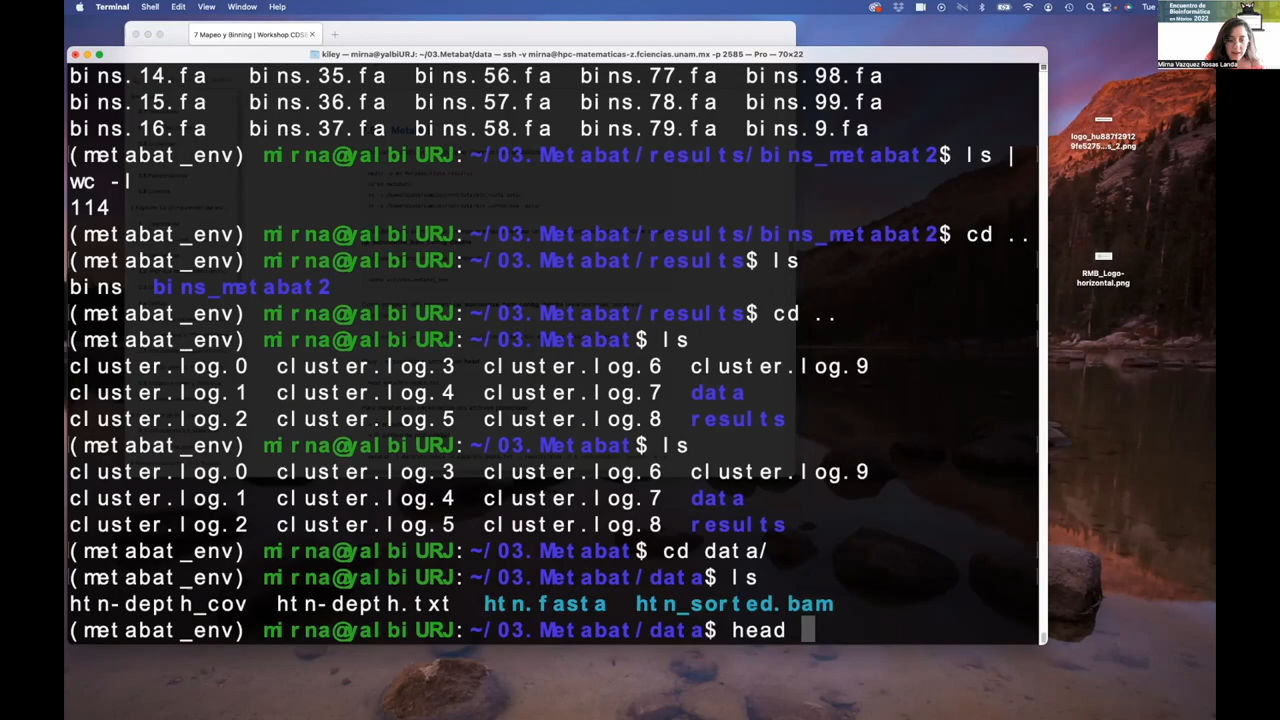 Terminal Shell Edit View Window Help
Tue
Encuentro de
Bioinformática
en México 2022
Mirna Vazquez Rosas Landa
7 Mapeo y Binning | Workshop CDS
kiley — mirna@yalbiURJ: ~/03.Metabat/data — ssh -v mirna@hpc-matematicas-z.fciencias.unam.mx -p 2585 — Pro — 70×22
bins.14.fa bins.35.fa bins.56.fa bins.77.fa bins.98.fa
bins.15.fa bins.36.fa bins.57.fa bins.78.fa bins.99.fa
bins.16.fa bins.37.fa bins.58.fa bins.79.fa bins.9.fa
(metabat_env) mirna@yalbiURJ:~/03.Metabat/results/bins_metabat2$ ls |
wc -l
114
(metabat_env) mirna@yalbiURJ:~/03.Metabat/results/bins_metabat2$ cd ..
(metabat_env) mirna@yalbiURJ:~/03.Metabat/results$ ls
bins bins_metabat2
(metabat_env) mirna@yalbiURJ:~/03.Metabat/results$ cd ..
(metabat_env) mirna@yalbiURJ:~/03.Metabat$ ls
cluster.log.0 cluster.log.3 cluster.log.6 cluster.log.9
cluster.log.1 cluster.log.4 cluster.log.7 data
cluster.log.2 cluster.log.5 cluster.log.8 results
(metabat_env) mirna@yalbiURJ:~/03.Metabat$ ls
cluster.log.0 cluster.log.3 cluster.log.6 cluster.log.9
cluster.log.1 cluster.log.4 cluster.log.7 data
cluster.log.2 cluster.log.5 cluster.log.8 results
(metabat_env) mirna@yalbiURJ:~/03.Metabat$ cd data/
(metabat_env) mirna@yalbiURJ:~/03.Metabat/data$ ls
htn-depth_cov htn-depth.txt htn.fasta htn_sorted.bam
(metabat_env) mirna@yalbiURJ:~/03.Metabat/data$ head
logo_hu887f2912
9fe5275...s_2.png
RMB_Logo-
horizontal.png